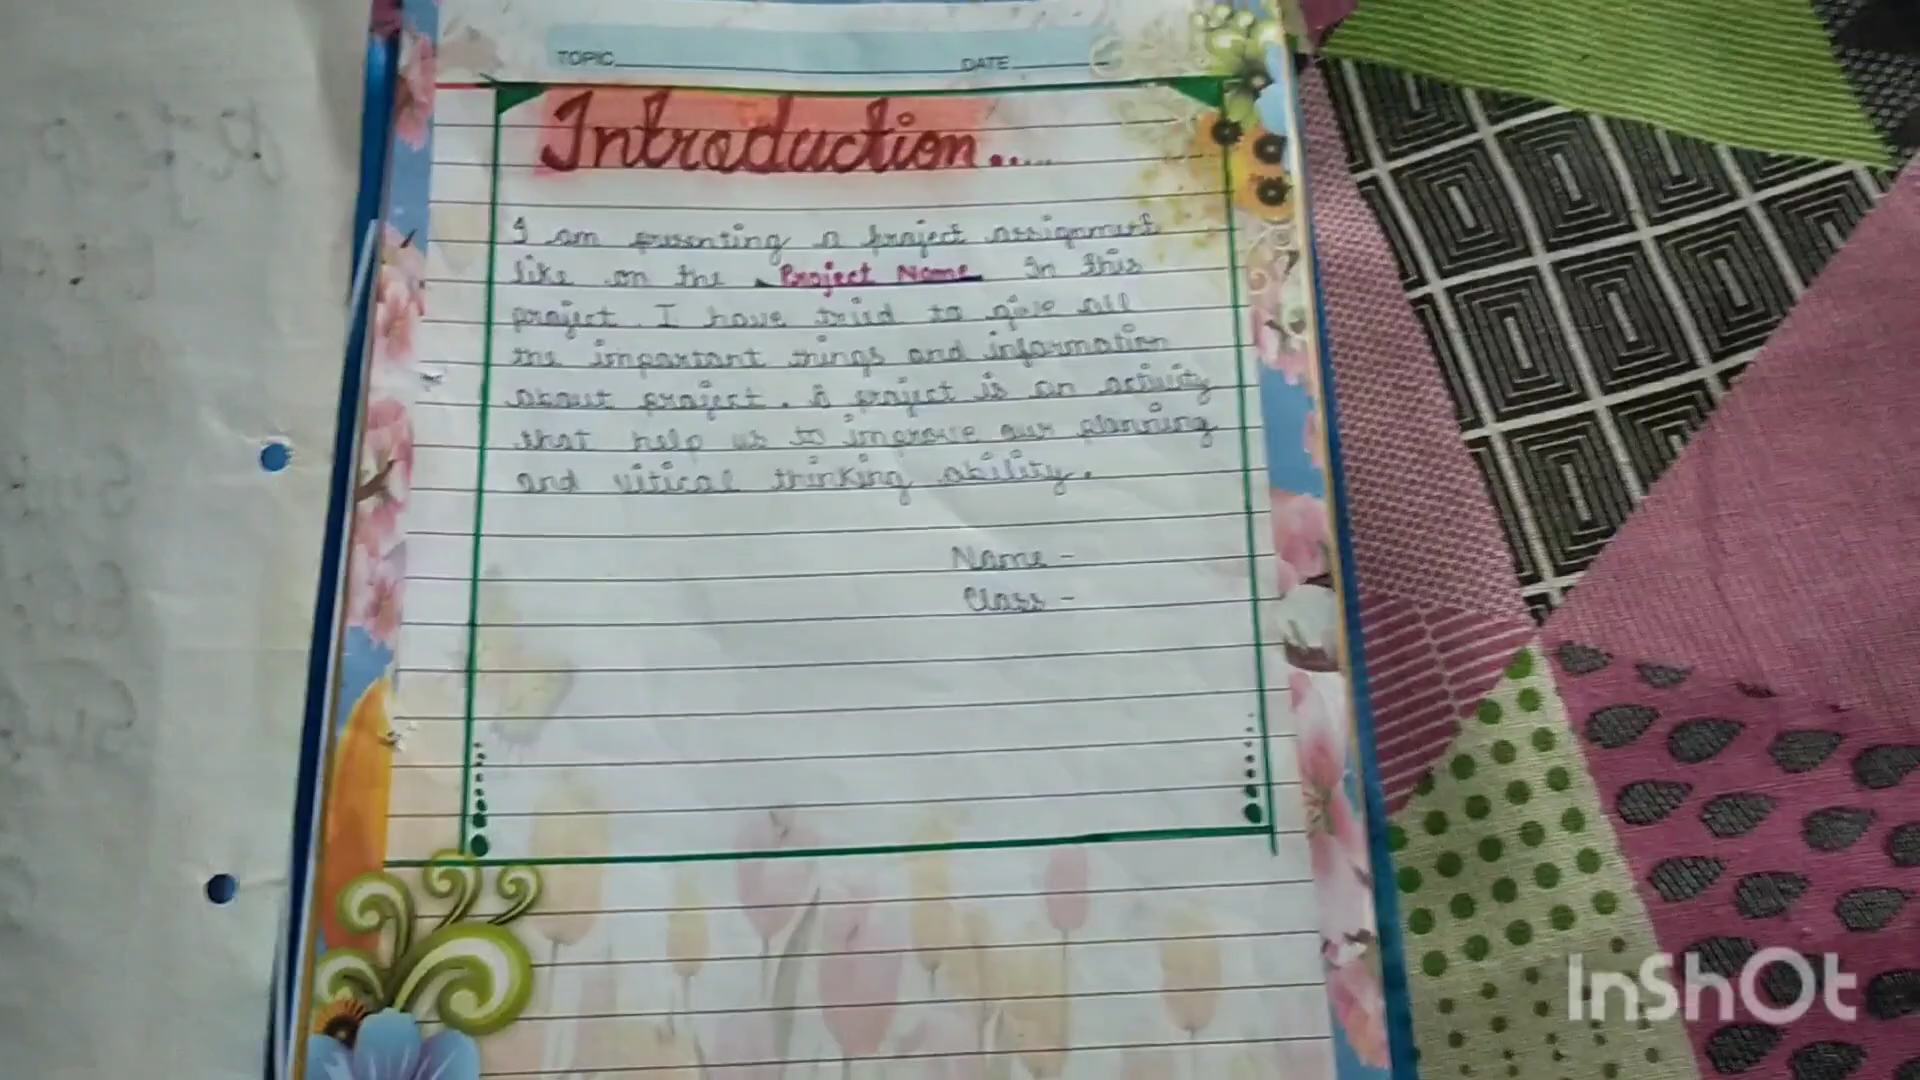 TOPIC DATE
Introduction.....
I am presenting a project assignment
like on the Project Name In this
project. I have tried to give all
the important things and information
about project. A project is an activity
that help us to improve our planning
and vitical thinking ability.
Name -
Class -
InShOt